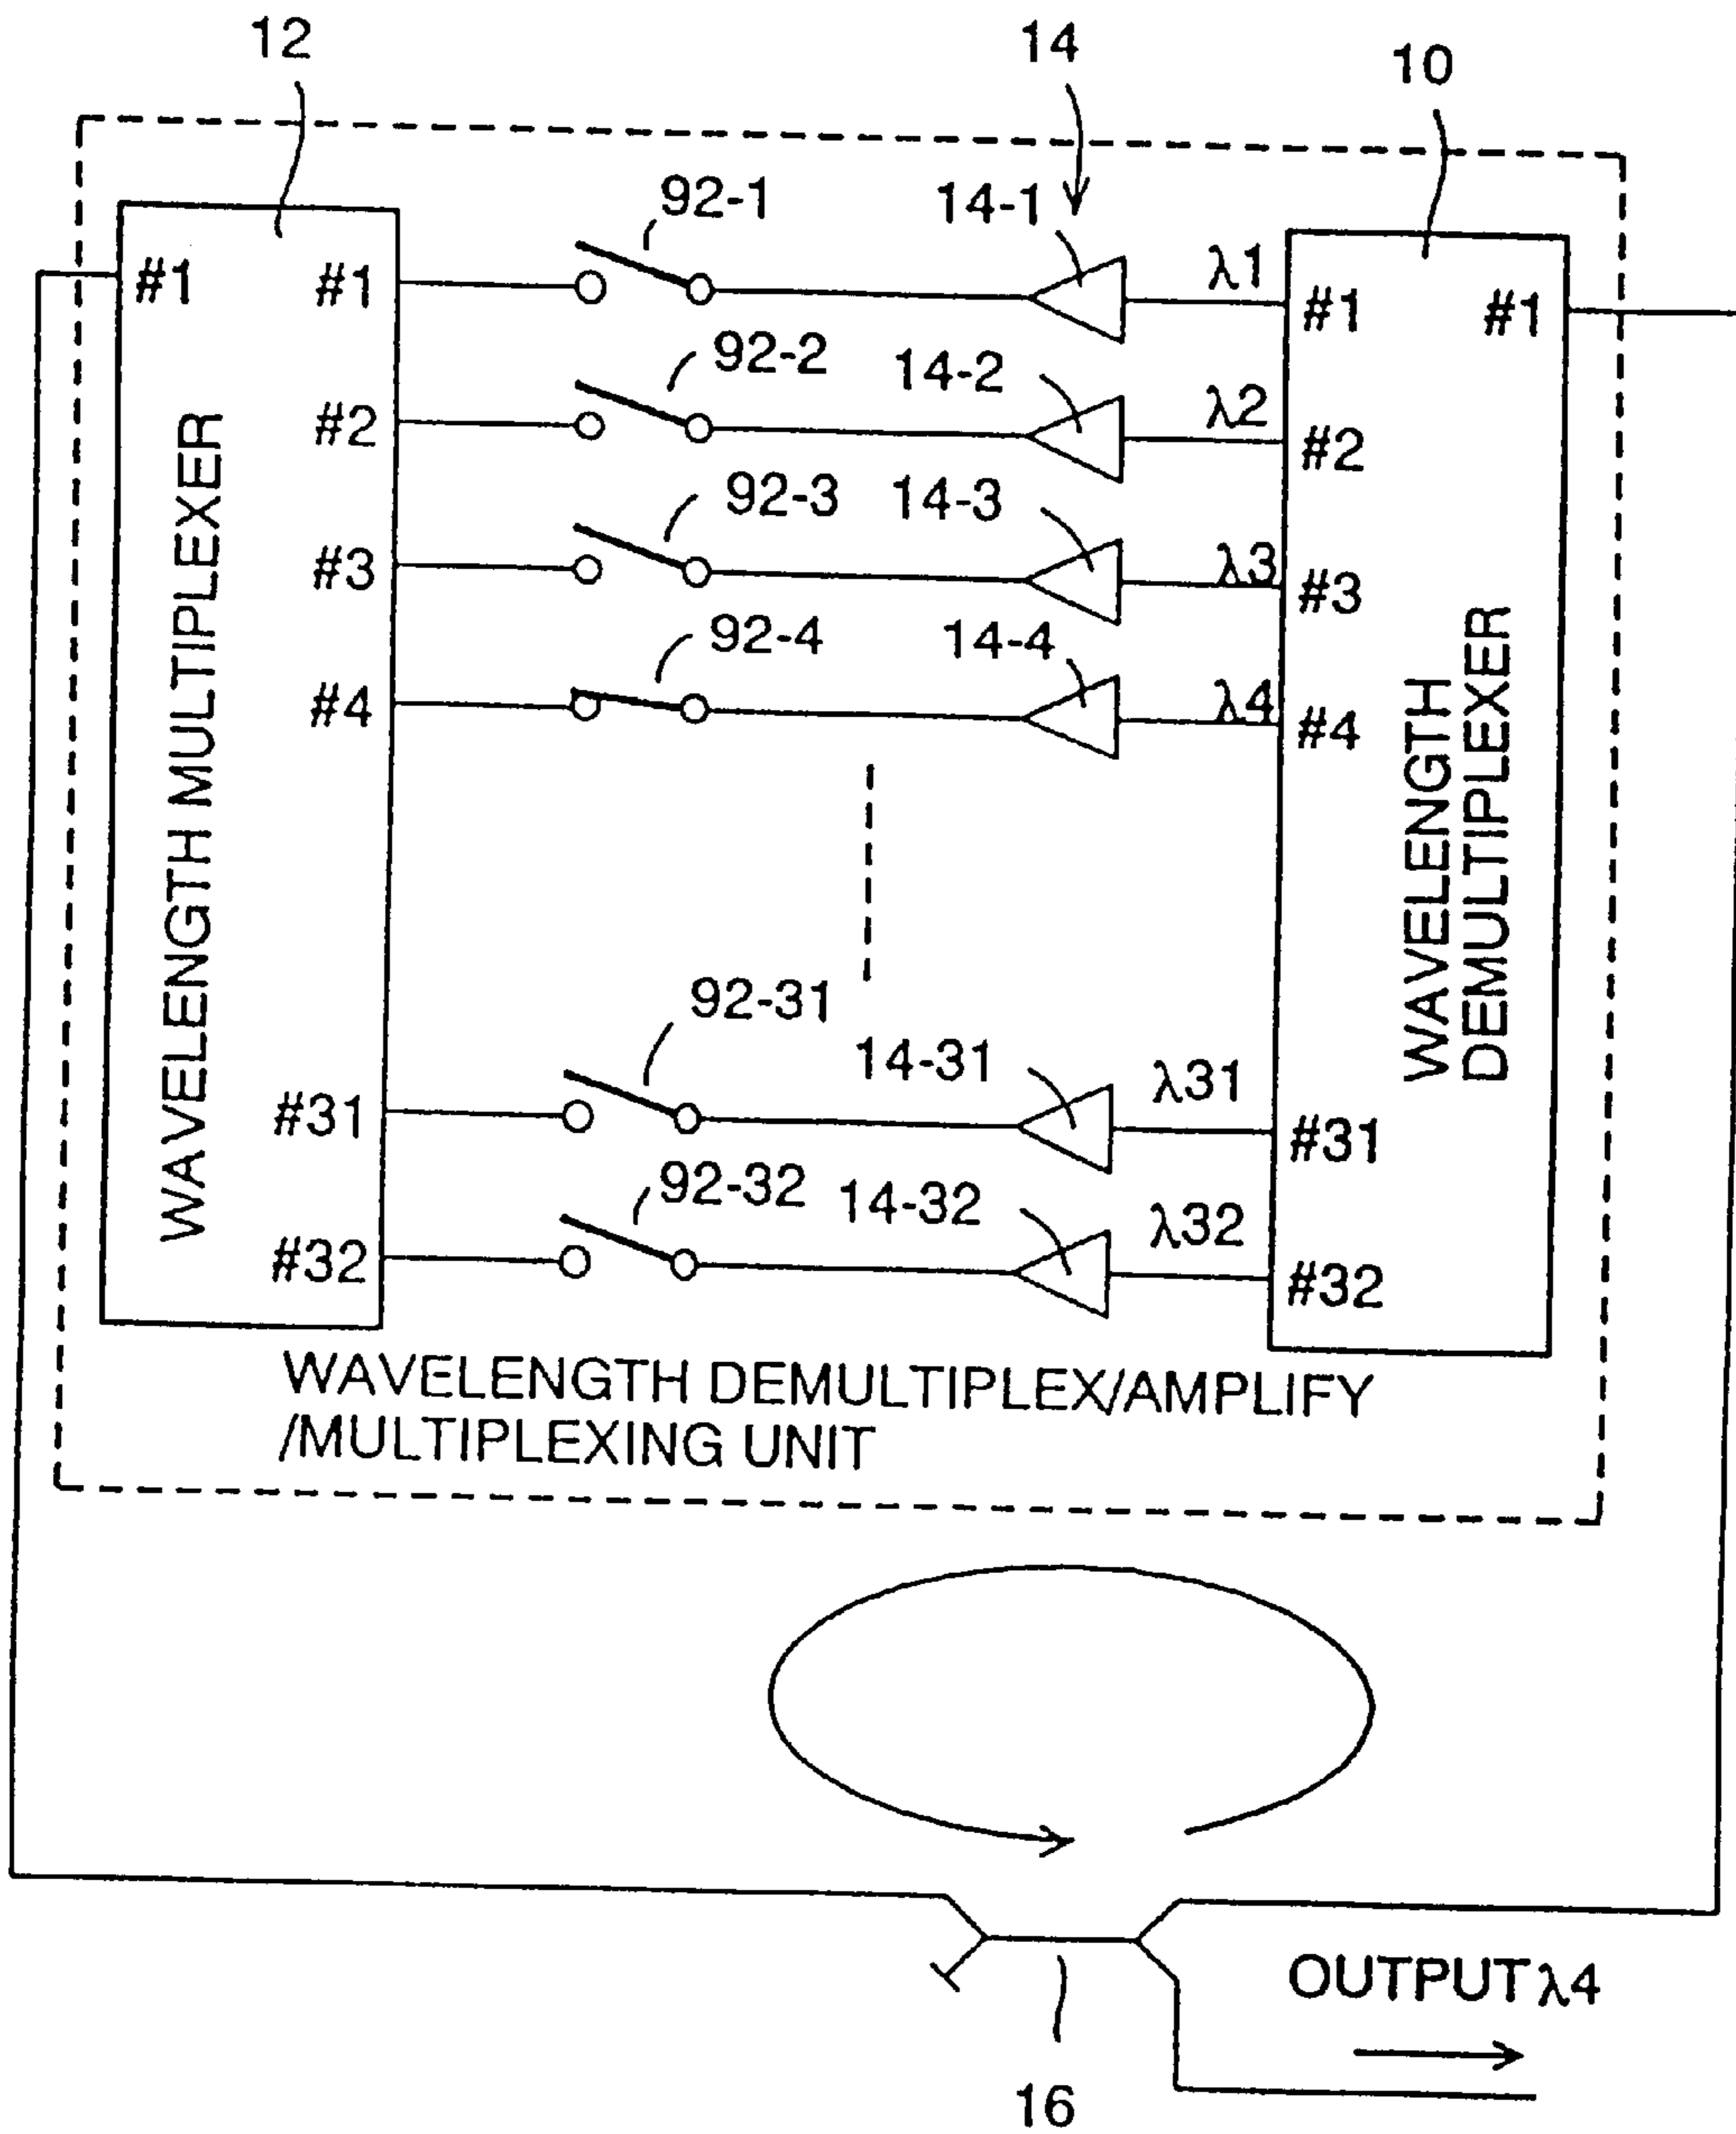 12
14
10
92-1
14-1
λ1
#1
#1
#1
#1
92-2
14-2
λ2
#2
#2
92-3
14-3
λ3
#3
#3
92-4
14-4
λ4
#4
#4
WAVELENGTH MULTIPLEXER
WAVELENGTH
DEMULTIPLEXER
92-31
14-31
λ31
#31
#31
92-32
14-32
λ32
#32
#32
WAVELENGTH DEMULTIPLEX/AMPLIFY
/MULTIPLEXING UNIT
OUTPUT λ4
16